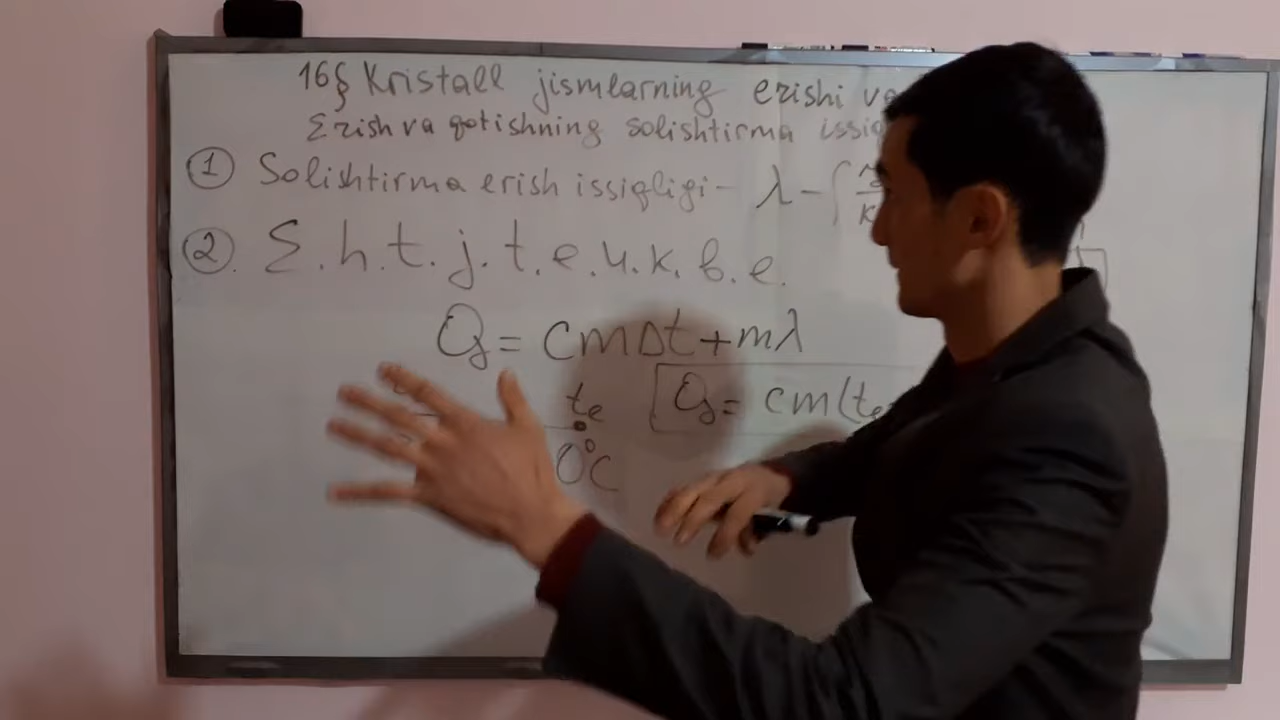 16§ Kristall jismlarning erishi va
Erish va qotishning solishtirma issiq
① Solishtirma erish issiqligi - λ - [
②. E.h.t.j.t.e.u.k.b.e.
Q = cmΔt + mλ
te Q = cm(te
0°C